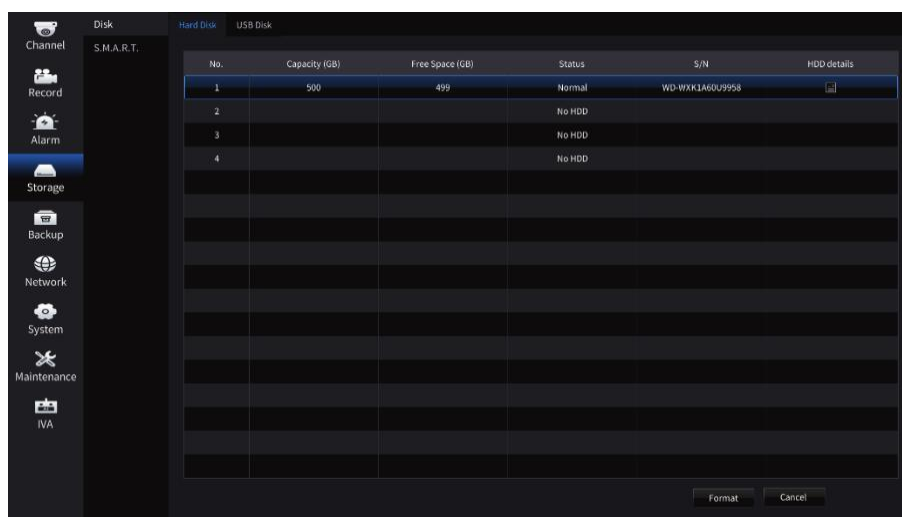 Channel
Record
Alarm
Storage
Backup
Network
System
Maintenance
IVA
Disk
S.M.A.R.T.
Hard Disk USB Disk
No. Capacity (GB) Free Space (GB) Status S/N HDD details
1 500 499 Normal WD-WXK1A60U9958
2 No HDD
3 No HDD
4 No HDD
Format Cancel